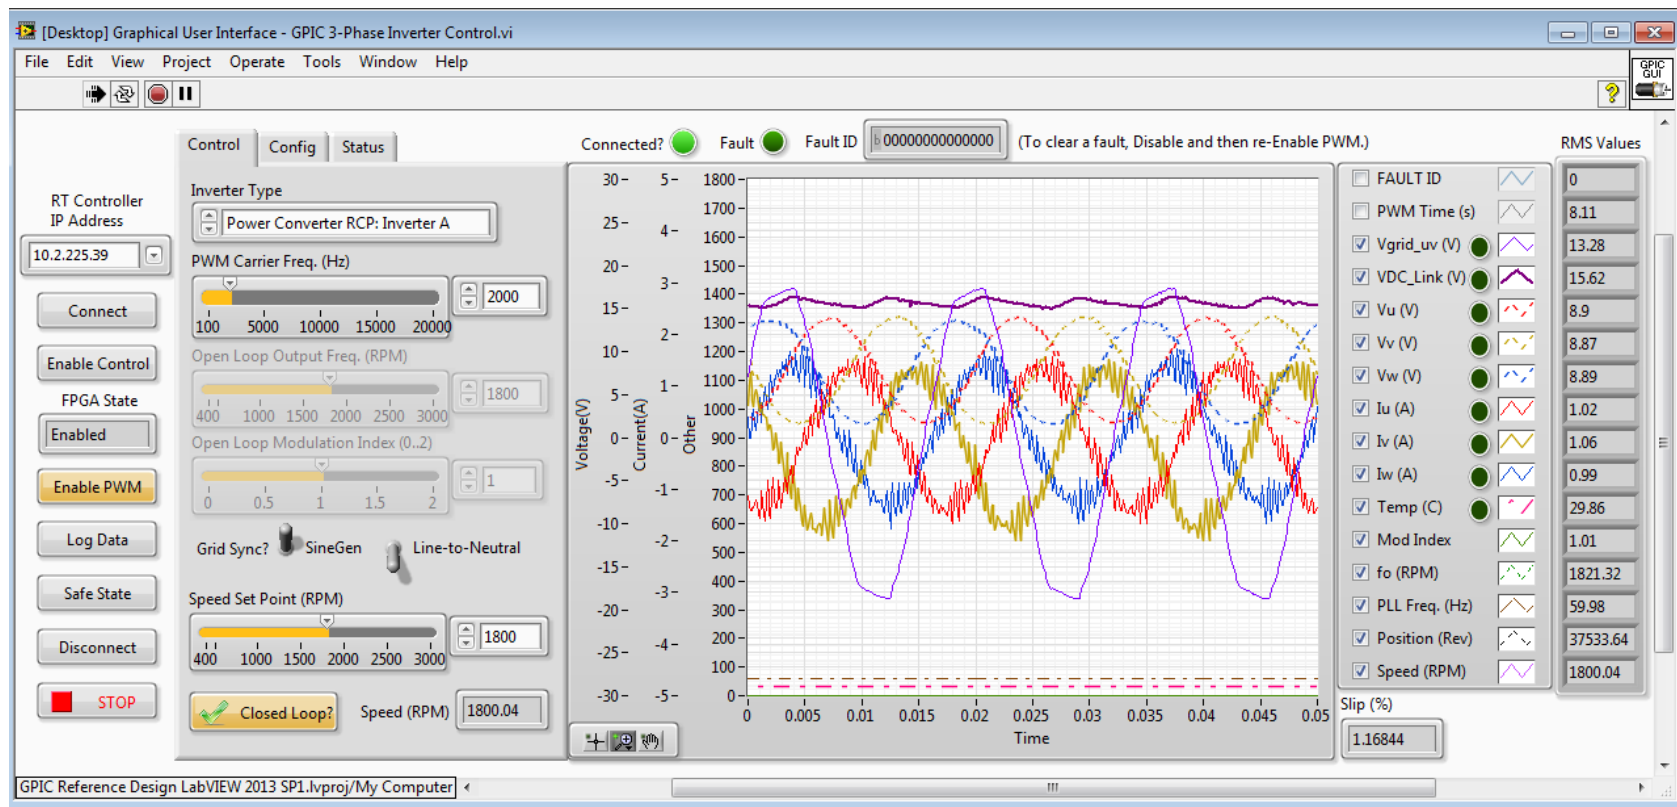 [Desktop] Graphical User Interface - GPIC 3-Phase Inverter Control.vi
File Edit View Project Operate Tools Window Help
GPIC
GUI
?
Control Config Status
Connected? Fault Fault ID b 00000000000000 (To clear a fault, Disable and then re-Enable PWM.)
RMS Values
RT Controller
IP Address
10.2.225.39
Connect
Enable Control
FPGA State
Enabled
Enable PWM
Log Data
Safe State
Disconnect
STOP
Inverter Type
Power Converter RCP: Inverter A
PWM Carrier Freq. (Hz)
2000
100 5000 10000 15000 20000
Open Loop Output Freq. (RPM)
1800
400 1000 1500 2000 2500 3000
Open Loop Modulation Index (0..2)
1
0 0.5 1 1.5 2
Grid Sync? SineGen Line-to-Neutral
Speed Set Point (RPM)
1800
400 1000 1500 2000 2500 3000
Closed Loop? Speed (RPM) 1800.04
Voltage(V)
30
25
20
15
10
5
0
-5
-10
-15
-20
-25
-30
Current(A)
5
4
3
2
1
0
-1
-2
-3
-4
-5
Other
1800
1700
1600
1500
1400
1300
1200
1100
1000
900
800
700
600
500
400
300
200
100
0
0 0.005 0.01 0.015 0.02 0.025 0.03 0.035 0.04 0.045 0.05
Time
FAULT ID 0
PWM Time (s) 8.11
Vgrid_uv (V) 13.28
VDC_Link (V) 15.62
Vu (V) 8.9
Vv (V) 8.87
Vw (V) 8.89
Iu (A) 1.02
Iv (A) 1.06
Iw (A) 0.99
Temp (C) 29.86
Mod Index 1.01
fo (RPM) 1821.32
PLL Freq. (Hz) 59.98
Position (Rev) 37533.64
Speed (RPM) 1800.04
Slip (%)
1.16844
GPIC Reference Design LabVIEW 2013 SP1.lvproj/My Computer